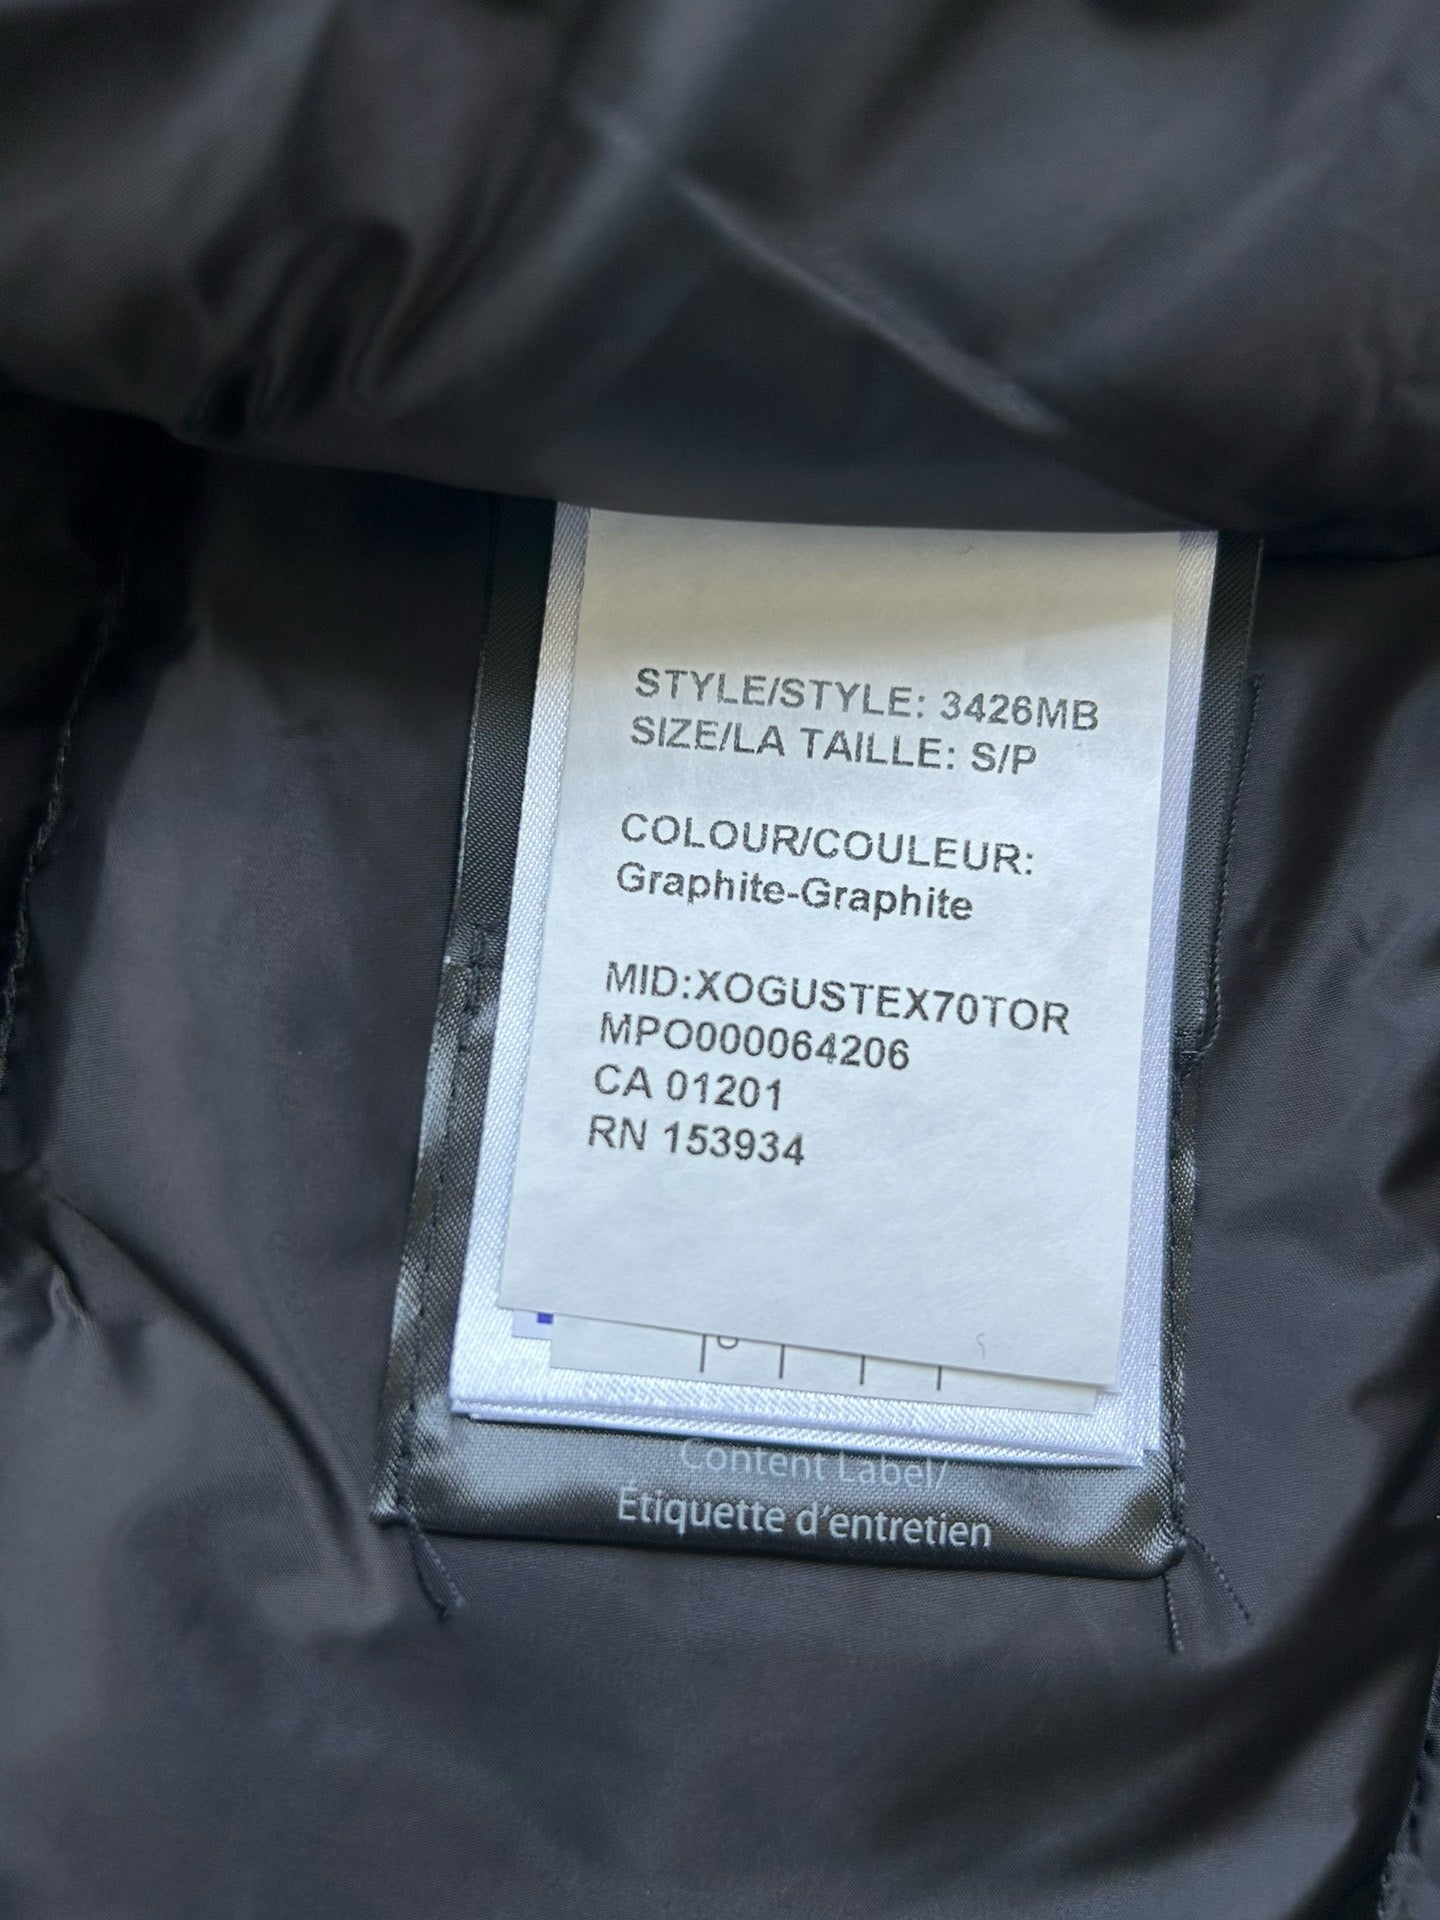 STYLE/STYLE: 3426MB
SIZE/LA TAILLE: S/P
COLOUR/COULEUR:
Graphite-Graphite
MID:XOGUSTEX70TOR
MPO000064206
CA 01201
RN 153934
Content Label/
Étiquette d'entretien